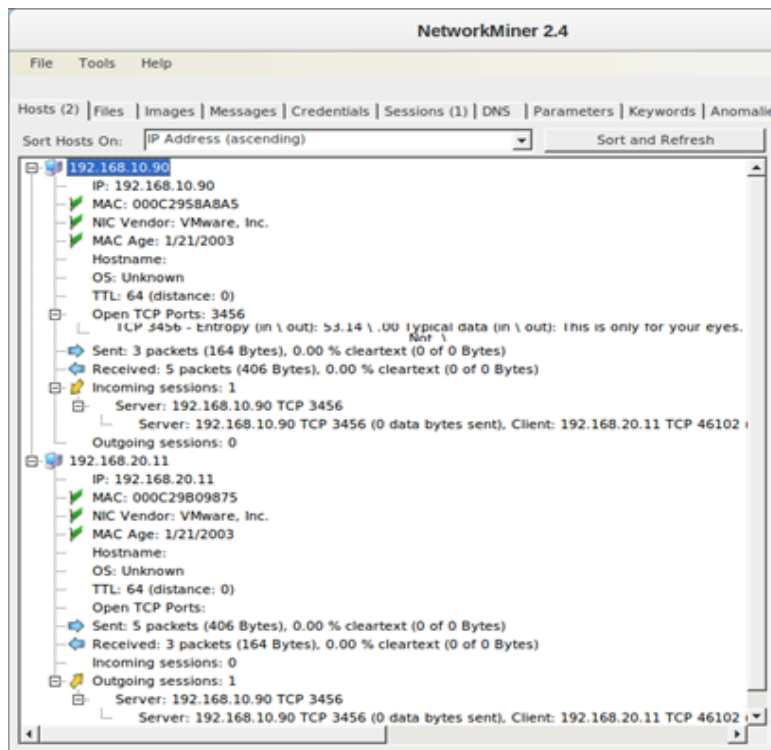 NetworkMiner 2.4
File Tools Help
Hosts (2) Files Images Messages Credentials Sessions (1) DNS Parameters Keywords Anomalie
Sort Hosts On: IP Address (ascending) Sort and Refresh
192.168.10.90
IP: 192.168.10.90
MAC: 000C2958A8A5
NIC Vendor: VMware, Inc.
MAC Age: 1/21/2003
Hostname:
OS: Unknown
TTL: 64 (distance: 0)
Open TCP Ports: 3456
TCP 3456 - Entropy (in \ out): 53.14 \ .00 Typical data (in \ out): This is only for your eyes.
Not \
Sent: 3 packets (164 Bytes), 0.00 % cleartext (0 of 0 Bytes)
Received: 5 packets (406 Bytes), 0.00 % cleartext (0 of 0 Bytes)
Incoming sessions: 1
Server: 192.168.10.90 TCP 3456
Server: 192.168.10.90 TCP 3456 (0 data bytes sent), Client: 192.168.20.11 TCP 46102 (
Outgoing sessions: 0
192.168.20.11
IP: 192.168.20.11
MAC: 000C29B09875
NIC Vendor: VMware, Inc.
MAC Age: 1/21/2003
Hostname:
OS: Unknown
TTL: 64 (distance: 0)
Open TCP Ports:
Sent: 5 packets (406 Bytes), 0.00 % cleartext (0 of 0 Bytes)
Received: 3 packets (164 Bytes), 0.00 % cleartext (0 of 0 Bytes)
Incoming sessions: 0
Outgoing sessions: 1
Server: 192.168.10.90 TCP 3456
Server: 192.168.10.90 TCP 3456 (0 data bytes sent), Client: 192.168.20.11 TCP 46102 (